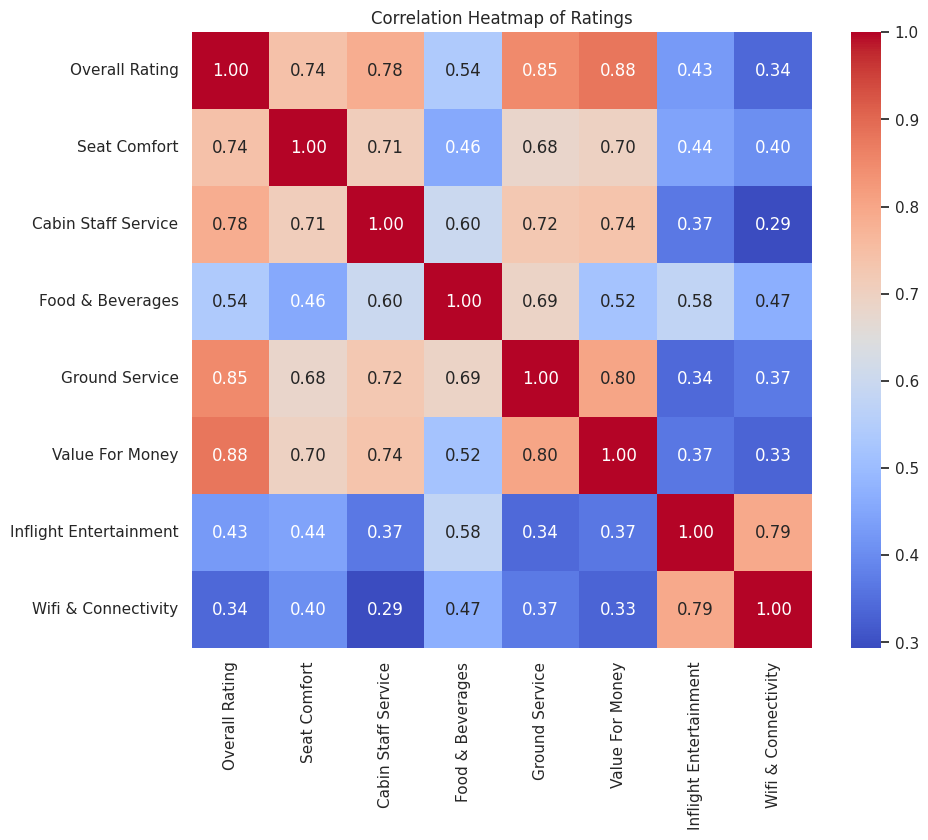 Correlation Heatmap of Ratings
Overall Rating 1.00 0.74 0.78 0.54 0.85 0.88 0.43 0.34
Seat Comfort 0.74 1.00 0.71 0.46 0.68 0.70 0.44 0.40
Cabin Staff Service 0.78 0.71 1.00 0.60 0.72 0.74 0.37 0.29
Food & Beverages 0.54 0.46 0.60 1.00 0.69 0.52 0.58 0.47
Ground Service 0.85 0.68 0.72 0.69 1.00 0.80 0.34 0.37
Value For Money 0.88 0.70 0.74 0.52 0.80 1.00 0.37 0.33
Inflight Entertainment 0.43 0.44 0.37 0.58 0.34 0.37 1.00 0.79
Wifi & Connectivity 0.34 0.40 0.29 0.47 0.37 0.33 0.79 1.00
Overall Rating
Seat Comfort
Cabin Staff Service
Food & Beverages
Ground Service
Value For Money
Inflight Entertainment
Wifi & Connectivity
1.0
0.9
0.8
0.7
0.6
0.5
0.4
0.3